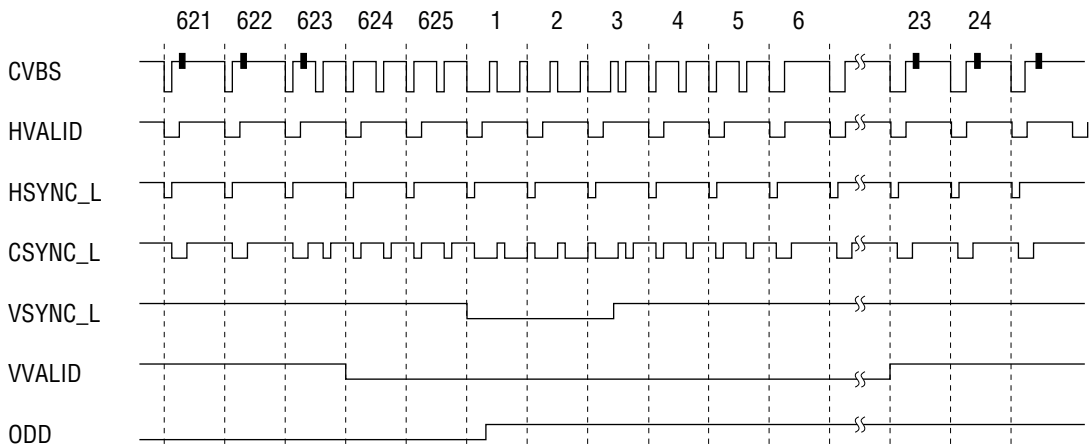 621 622 623 624 625 1 2 3 4 5 6 23 24
CVBS
HVALID
HSYNC_L
CSYNC_L
VSYNC_L
VVALID
ODD